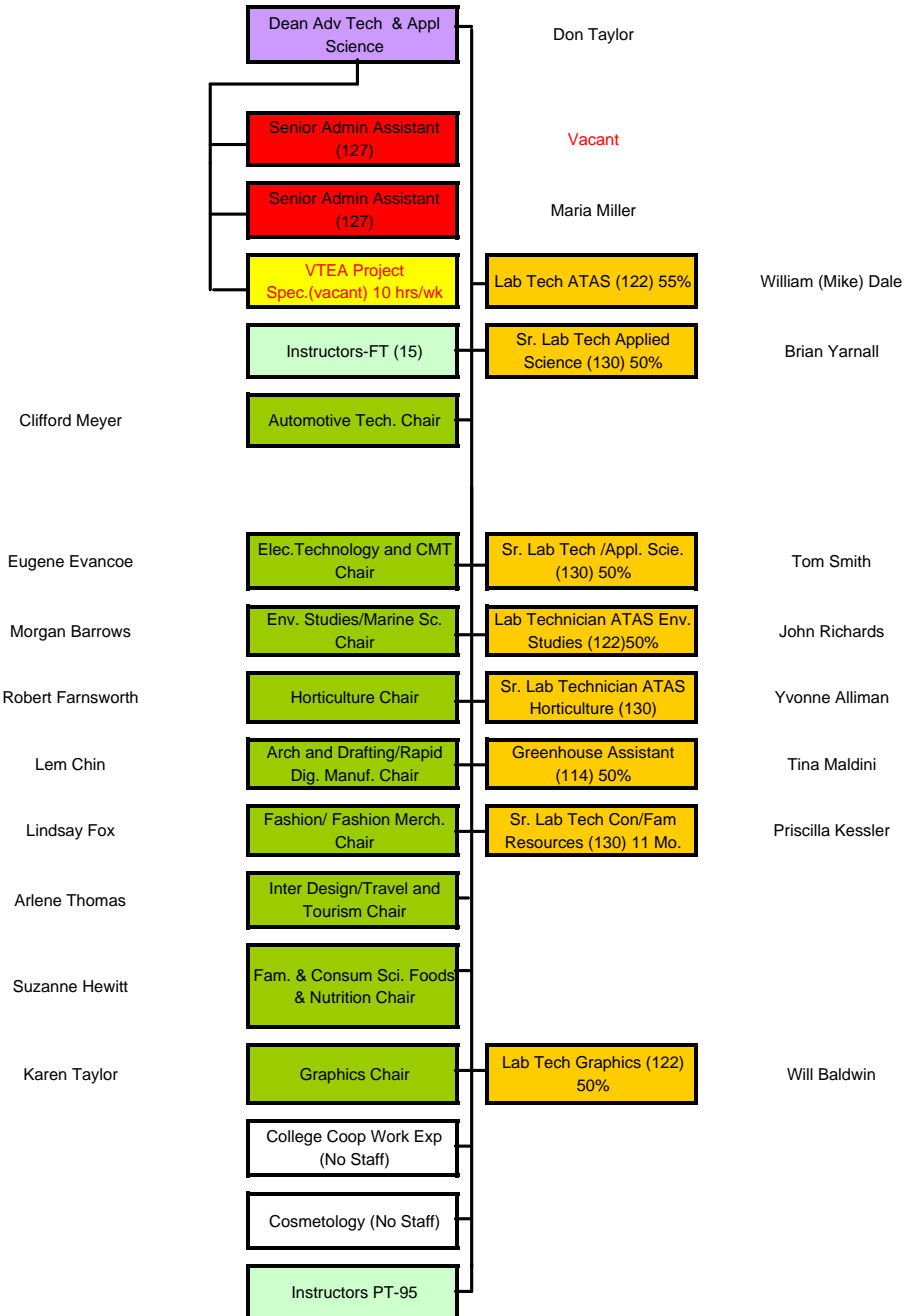 Dean Adv Tech & Appl
Science
Don Taylor
Senior Admin Assistant
(127)
Vacant
Senior Admin Assistant
(127)
Maria Miller
VTEA Project
Spec.(vacant) 10 hrs/wk
Lab Tech ATAS (122) 55%
William (Mike) Dale
Instructors-FT (15)
Sr. Lab Tech Applied
Science (130) 50%
Brian Yarnall
Clifford Meyer
Automotive Tech. Chair
Eugene Evancoe
Elec.Technology and CMT
Chair
Sr. Lab Tech /Appl. Scie.
(130) 50%
Tom Smith
Morgan Barrows
Env. Studies/Marine Sc.
Chair
Lab Technician ATAS Env.
Studies (122)50%
John Richards
Robert Farnsworth
Horticulture Chair
Sr. Lab Technician ATAS
Horticulture (130)
Yvonne Alliman
Lem Chin
Arch and Drafting/Rapid
Dig. Manuf. Chair
Greenhouse Assistant
(114) 50%
Tina Maldini
Lindsay Fox
Fashion/ Fashion Merch.
Chair
Sr. Lab Tech Con/Fam
Resources (130) 11 Mo.
Priscilla Kessler
Arlene Thomas
Inter Design/Travel and
Tourism Chair
Suzanne Hewitt
Fam. & Consum Sci. Foods
& Nutrition Chair
Karen Taylor
Graphics Chair
Lab Tech Graphics (122)
50%
Will Baldwin
College Coop Work Exp
(No Staff)
Cosmetology (No Staff)
Instructors PT-95